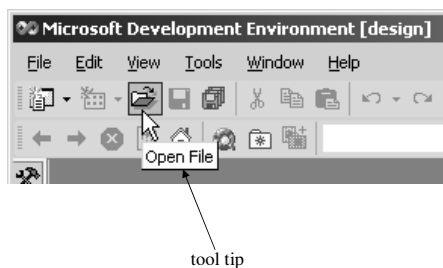 Microsoft Development Environment [design]
File Edit View Tools Window Help
Open File
tool tip